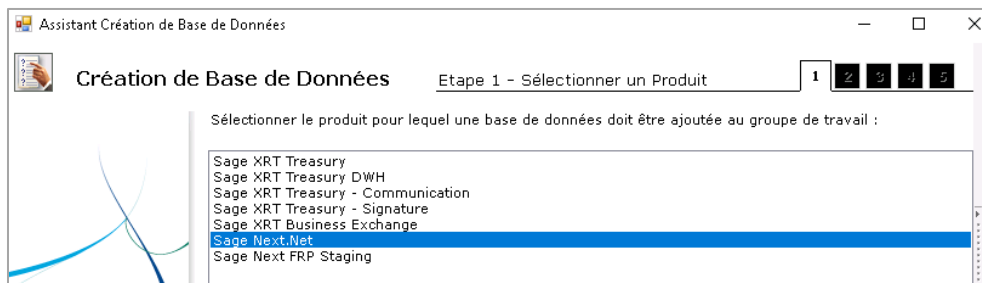 Assistant Création de Base de Données
Création de Base de Données
Etape 1 - Sélectionner un Produit
1 2 3 4 5
Sélectionner le produit pour lequel une base de données doit être ajoutée au groupe de travail :
Sage XRT Treasury
Sage XRT Treasury DWH
Sage XRT Treasury - Communication
Sage XRT Treasury - Signature
Sage XRT Business Exchange
Sage Next.Net
Sage Next FRP Staging